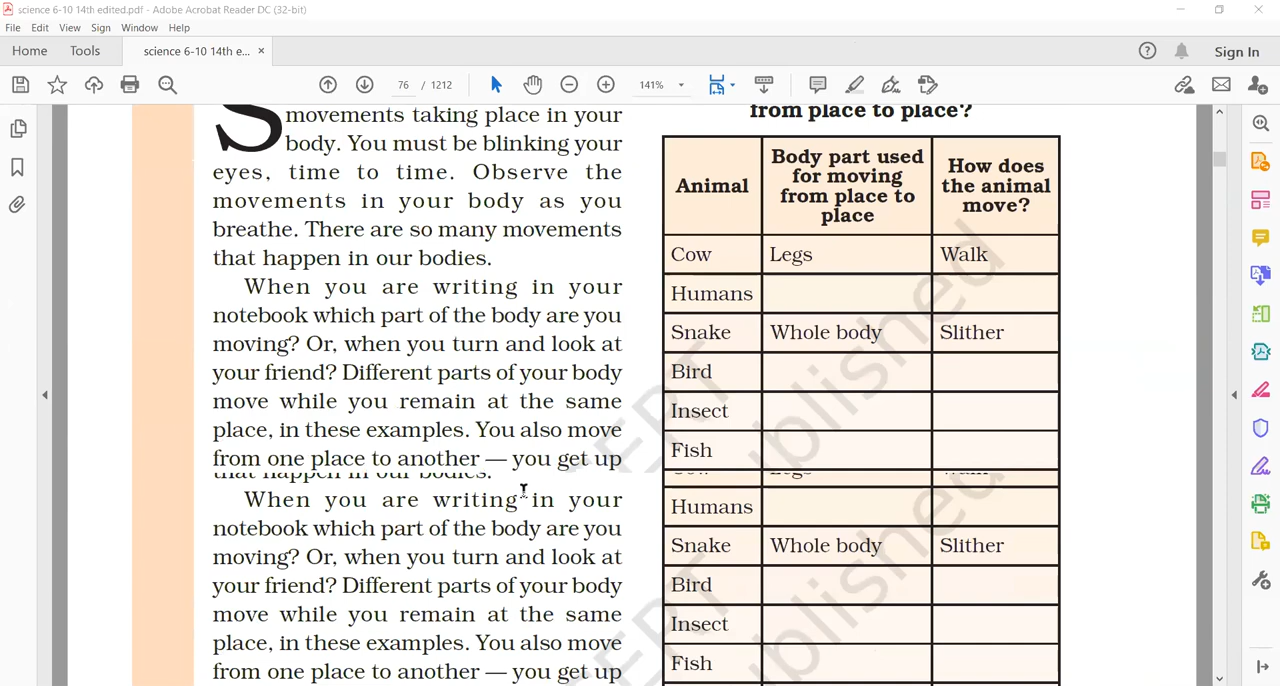 science 6-10 14th edited.pdf - Adobe Acrobat Reader DC (32-bit)
File Edit View Sign Window Help
Home Tools science 6-10 14th e... × Sign In
76 / 1212 141%
S movements taking place in your
body. You must be blinking your
eyes, time to time. Observe the
movements in your body as you
breathe. There are so many movements
that happen in our bodies.
When you are writing in your
notebook which part of the body are you
moving? Or, when you turn and look at
your friend? Different parts of your body
move while you remain at the same
place, in these examples. You also move
from one place to another — you get up
that happen in our bodies.
When you are writing in your
notebook which part of the body are you
moving? Or, when you turn and look at
your friend? Different parts of your body
move while you remain at the same
place, in these examples. You also move
from one place to another — you get up
from place to place?
Animal
Body part used
for moving
from place to
place
How does
the animal
move?
Cow Legs Walk
Humans
Snake Whole body Slither
Bird
Insect
Fish
Cow Legs Walk
Humans
Snake Whole body Slither
Bird
Insect
Fish